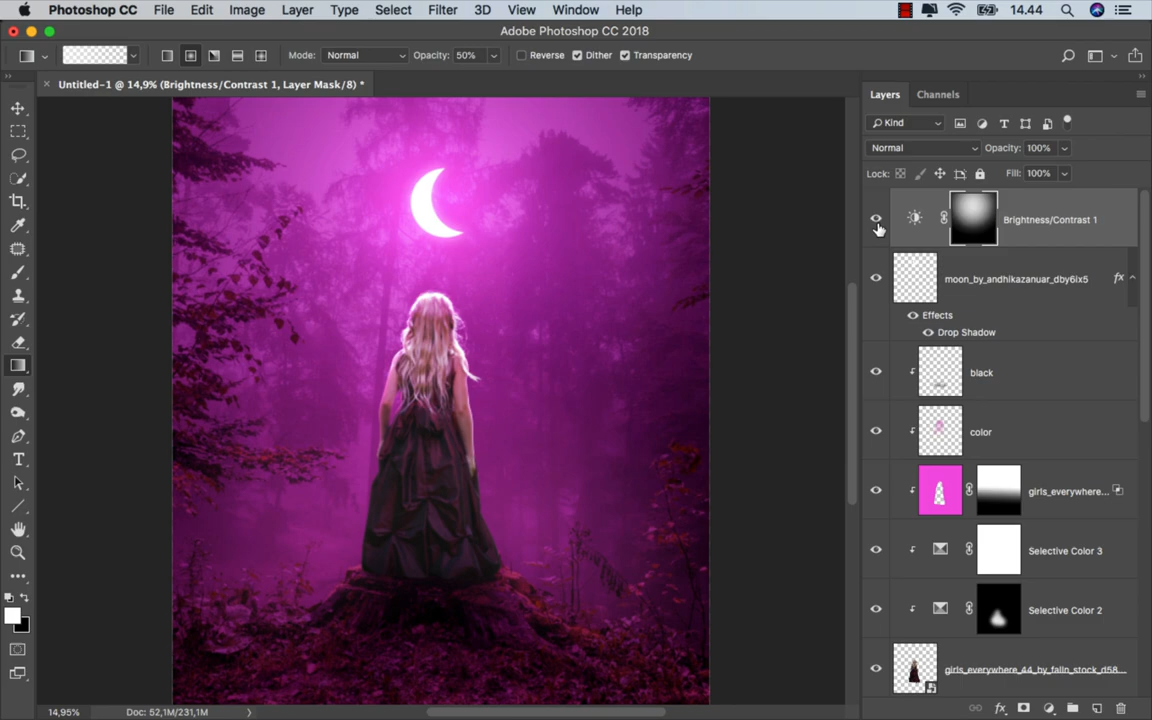 Photoshop CC File Edit Image Layer Type Select Filter 3D View Window Help 14.44
Adobe Photoshop CC 2018
Mode: Normal Opacity: 50% Reverse Dither Transparency
Untitled-1 @ 14,9% (Brightness/Contrast 1, Layer Mask/8) *
Layers Channels
Kind
Normal Opacity: 100%
Lock: Fill: 100%
Brightness/Contrast 1
moon_by_andhikazanuar_dby6lx5 fx
Effects
Drop Shadow
black
color
girls_everywhere...
Selective Color 3
Selective Color 2
girls_everywhere_44_by_falln_stock_d58...
14,95% Doc: 52,1M/231,1M
fx